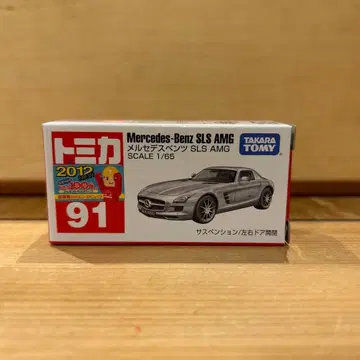 Mercedes-Benz SLS AMG
メルセデスベンツ SLS AMG
SCALE 1/65
TAKARA
TOMY
トミカ
2012
91
サスペンション/左右ドア開閉